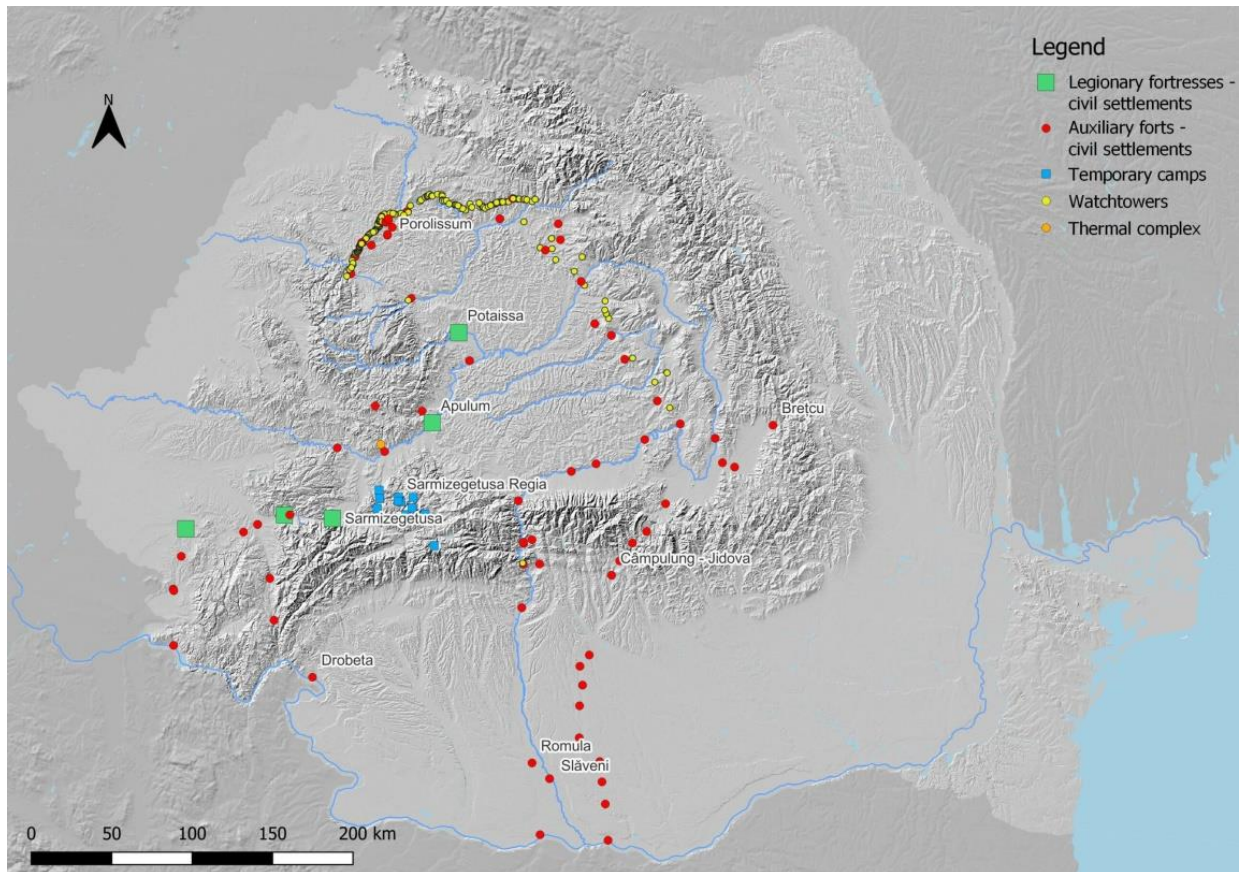 Legend
N
Legionary fortresses -
civil settlements
Auxiliary forts -
civil settlements
Temporary camps
Watchtowers
Thermal complex
Porolissum
Potaissa
Apulum
Brețcu
Sarmizegetusa Regia
Sarmizegetusa
Câmpulung - Jidova
Drobeta
Romula
Slăveni
0 50 100 150 200 km